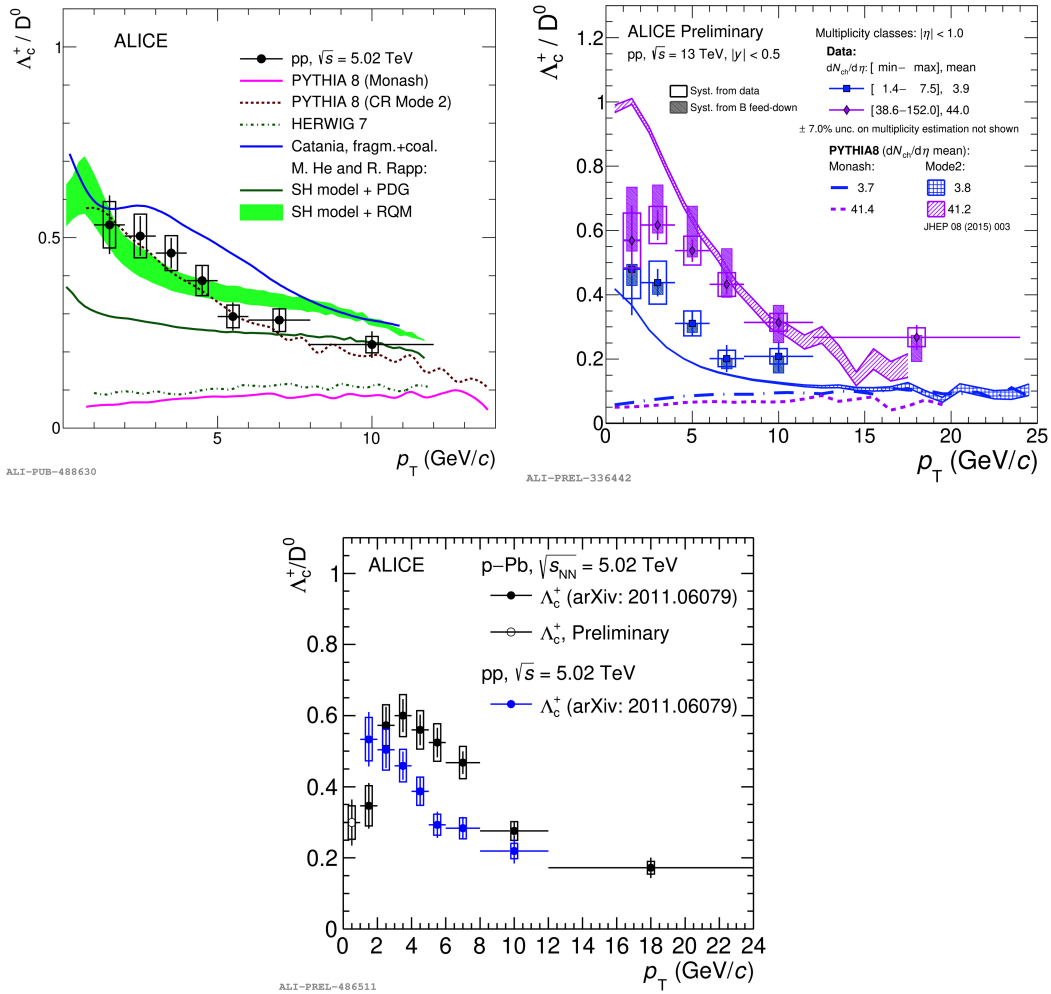 Λc+ / D0
1
0.5
0
ALICE
pp, √s = 5.02 TeV
PYTHIA 8 (Monash)
PYTHIA 8 (CR Mode 2)
HERWIG 7
Catania, fragm.+coal.
M. He and R. Rapp:
SH model + PDG
SH model + RQM
5
10
pT (GeV/c)
ALI-PUB-488630
Λc+ / D0
1.2
1
0.8
0.6
0.4
0.2
0
ALICE Preliminary
pp, √s = 13 TeV, |y| < 0.5
Syst. from data
Syst. from B feed-down
Multiplicity classes: |η| < 1.0
Data:
dNch/dη: [ min− max], mean
[ 1.4− 7.5], 3.9
[38.6−152.0], 44.0
± 7.0% unc. on multiplicity estimation not shown
PYTHIA8 (dNch/dη mean):
Monash: Mode2:
3.7 3.8
41.4 41.2
JHEP 08 (2015) 003
0 5 10 15 20 25
pT (GeV/c)
ALI-PREL-336442
Λc+/D0
1
0.8
0.6
0.4
0.2
0
ALICE
p−Pb, √sNN = 5.02 TeV
Λc+ (arXiv: 2011.06079)
Λc+, Preliminary
pp, √s = 5.02 TeV
Λc+ (arXiv: 2011.06079)
0 2 4 6 8 10 12 14 16 18 20 22 24
pT (GeV/c)
ALI-PREL-486511